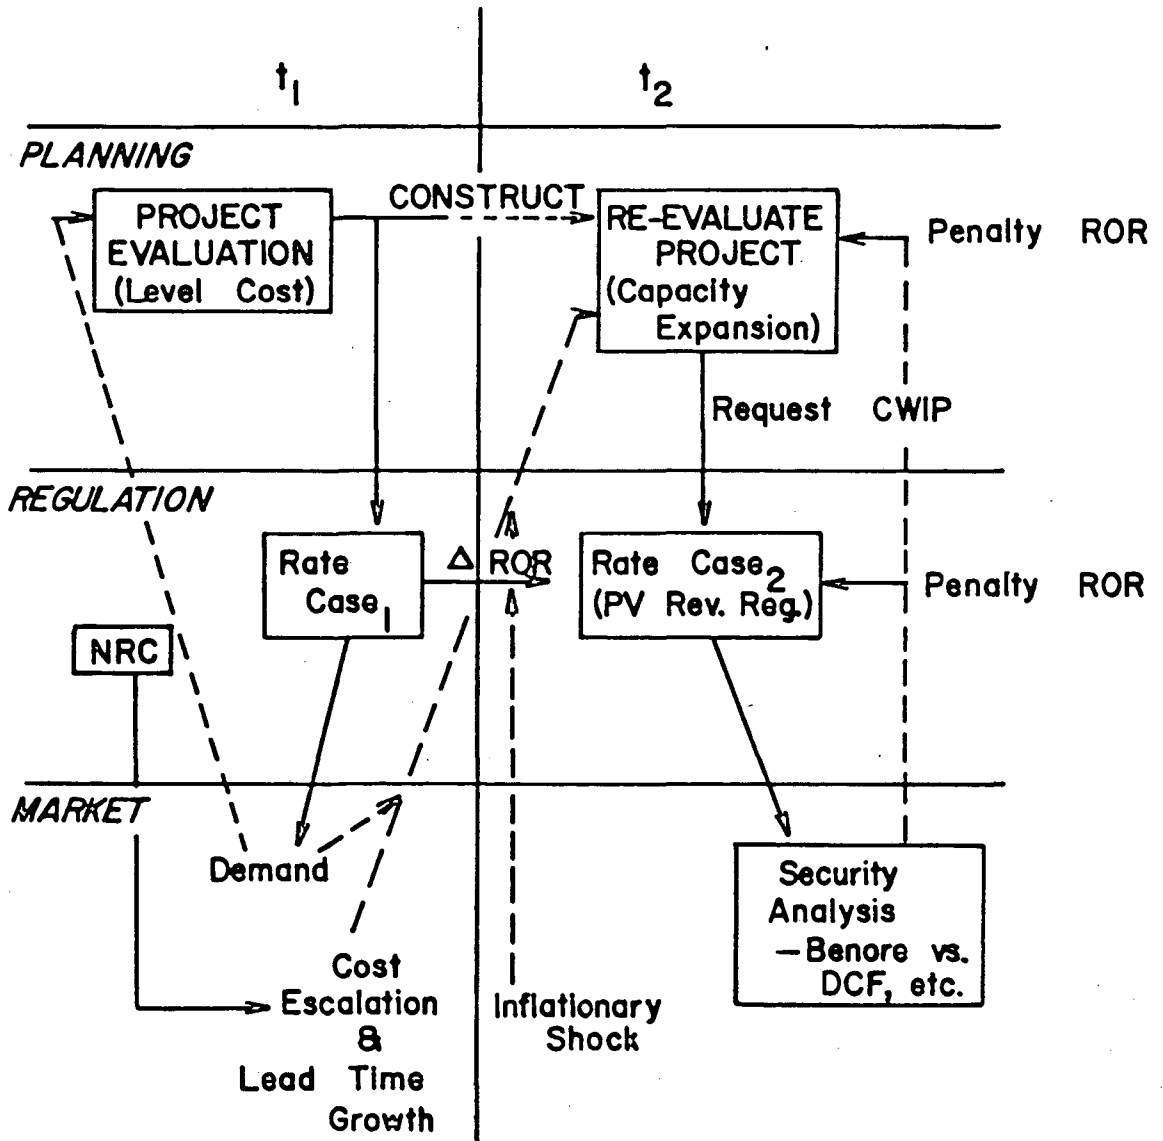 t1
t2
PLANNING
PROJECT
EVALUATION
(Level Cost)
CONSTRUCT
RE-EVALUATE
PROJECT
(Capacity
Expansion)
Penalty ROR
Request CWIP
REGULATION
Rate
Case1
Δ ROR
Rate Case2
(PV Rev. Reg.)
Penalty ROR
NRC
MARKET
Demand
Cost
Escalation
&
Lead Time
Growth
Inflationary
Shock
Security
Analysis
—Benore vs.
DCF, etc.